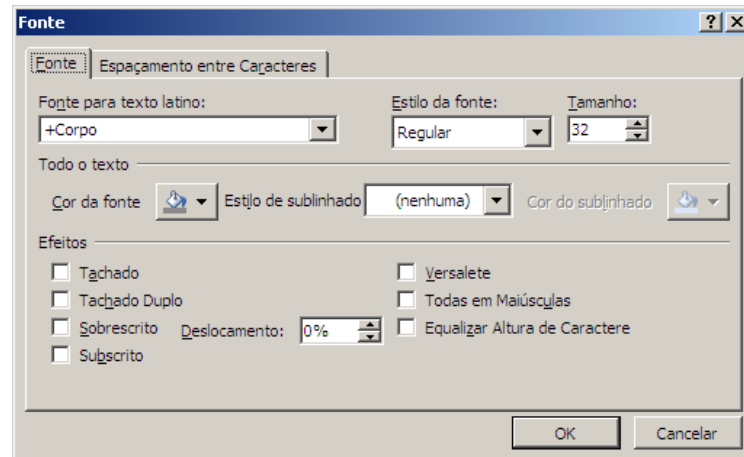 Fonte
Fonte Espaçamento entre Caracteres
Fonte para texto latino: Estilo da fonte: Tamanho:
+Corpo Regular 32
Todo o texto
Cor da fonte Estilo de sublinhado (nenhuma) Cor do sublinhado
Efeitos
Tachado Versalete
Tachado Duplo Todas em Maiúsculas
Sobrescrito Deslocamento: 0% Equalizar Altura de Caractere
Subscrito
OK Cancelar